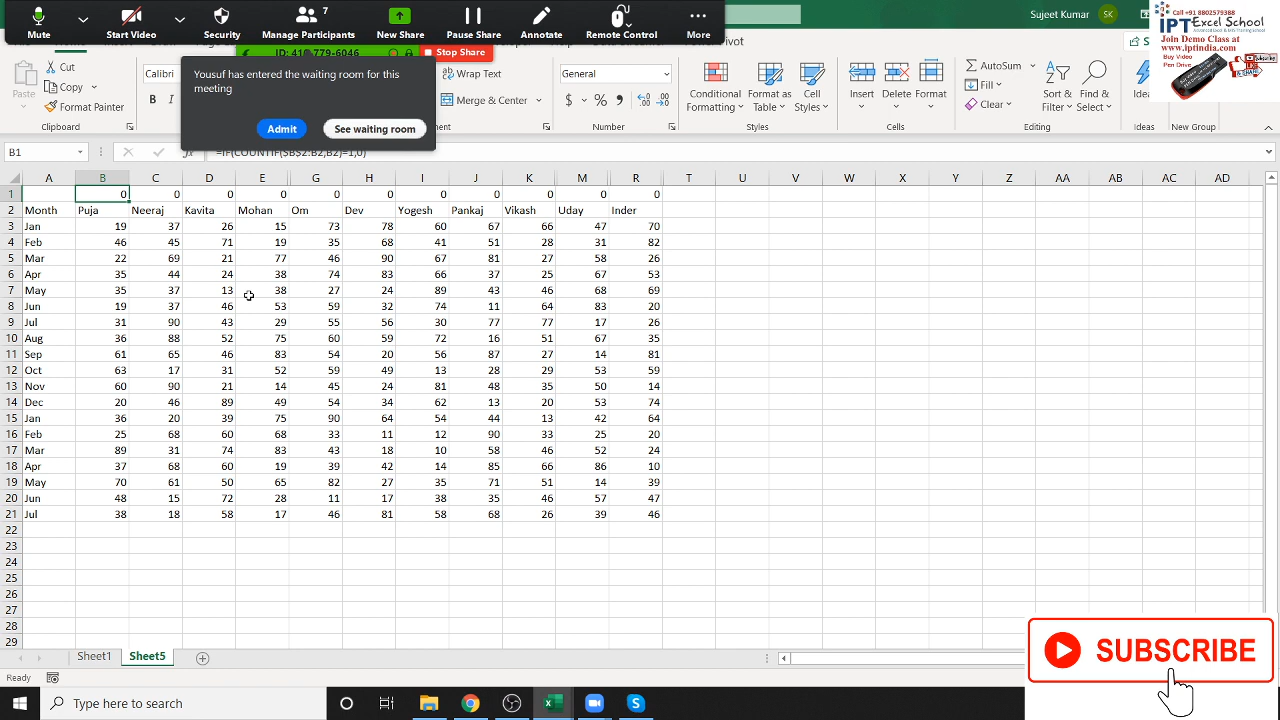 Mute
Start Video
Security
Manage Participants
7
New Share
Pause Share
Annotate
Remote Control
More
Sujeet Kumar
SK
Call +91 8802579388
IPT Excel School
Join Demo Class at
www.iptindia.com
Buy Video
Pen Drive
ID: 410-779-6046
Stop Share
Yousuf has entered the waiting room for this
meeting
Admit
See waiting room
Paste
Cut
Copy
Format Painter
Clipboard
Calibri
B I
Wrap Text
Merge & Center
General
$ % ,
Number
Conditional
Formatting
Format as
Table
Cell
Styles
Styles
Insert
Delete
Format
Cells
AutoSum
Fill
Clear
Sort &
Filter
Find &
Select
Editing
Ideas
Ideas
New Group
B1
fx
=IF(COUNTIF($B$2:B2,B2)=1,0)
A B C D E G H I J K M R T U V W X Y Z AA AB AC AD
1 0 0 0 0 0 0 0 0 0 0 0
2 Month Puja Neeraj Kavita Mohan Om Dev Yogesh Pankaj Vikash Uday Inder
3 Jan 19 37 26 15 73 78 60 67 66 47 70
4 Feb 46 45 71 19 35 68 41 51 28 31 82
5 Mar 22 69 21 77 46 90 67 81 27 58 26
6 Apr 35 44 24 38 74 83 66 37 25 67 53
7 May 35 37 13 38 27 24 89 43 46 68 69
8 Jun 19 37 46 53 59 32 74 11 64 83 20
9 Jul 31 90 43 29 55 56 30 77 77 17 26
10 Aug 36 88 52 75 60 59 72 16 51 67 35
11 Sep 61 65 46 83 54 20 56 87 27 14 81
12 Oct 63 17 31 52 59 49 13 28 29 53 59
13 Nov 60 90 21 14 45 24 81 48 35 50 14
14 Dec 20 46 89 49 54 34 62 13 20 53 74
15 Jan 36 20 39 75 90 64 54 44 13 42 64
16 Feb 25 68 60 68 33 11 12 90 33 25 20
17 Mar 89 31 74 83 43 18 10 58 46 52 24
18 Apr 37 68 60 19 39 42 14 85 66 86 10
19 May 70 61 50 65 82 27 35 71 51 14 39
20 Jun 48 15 72 28 11 17 38 35 46 57 47
21 Jul 38 18 58 17 46 81 58 68 26 39 46
22
23
24
25
26
27
28
29
Sheet1
Sheet5
Ready
SUBSCRIBE
Type here to search